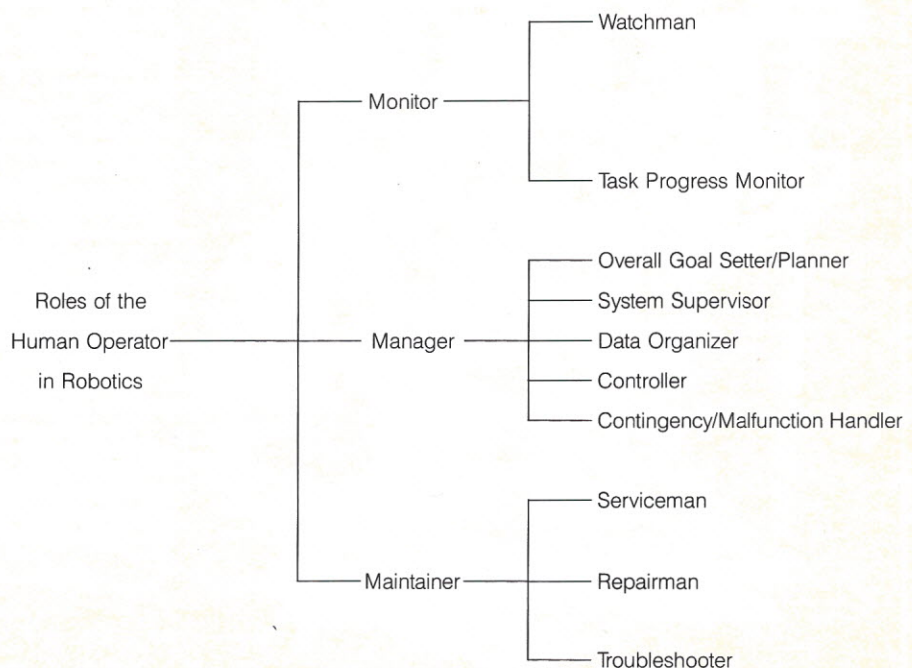 Watchman
Monitor
Task Progress Monitor
Overall Goal Setter/Planner
Roles of the
System Supervisor
Human Operator
Manager
Data Organizer
in Robotics
Controller
Contingency/Malfunction Handler
Serviceman
Maintainer
Repairman
Troubleshooter